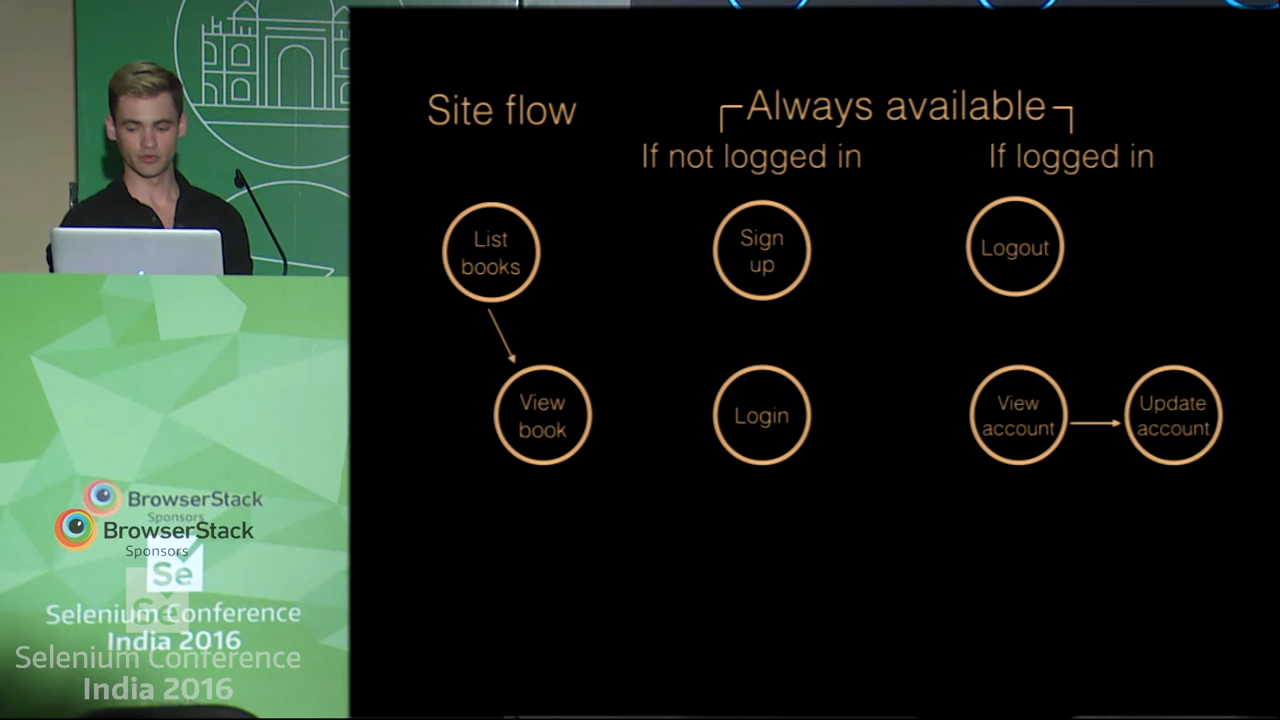 Site flow
Always available
If not logged in
If logged in
List
books
Sign
up
Logout
View
book
Login
View
account
Update
account
BrowserStack
Sponsors
BrowserStack
Sponsors
Se
Se
Selenium Conference
India 2016
Selenium Conference
India 2016